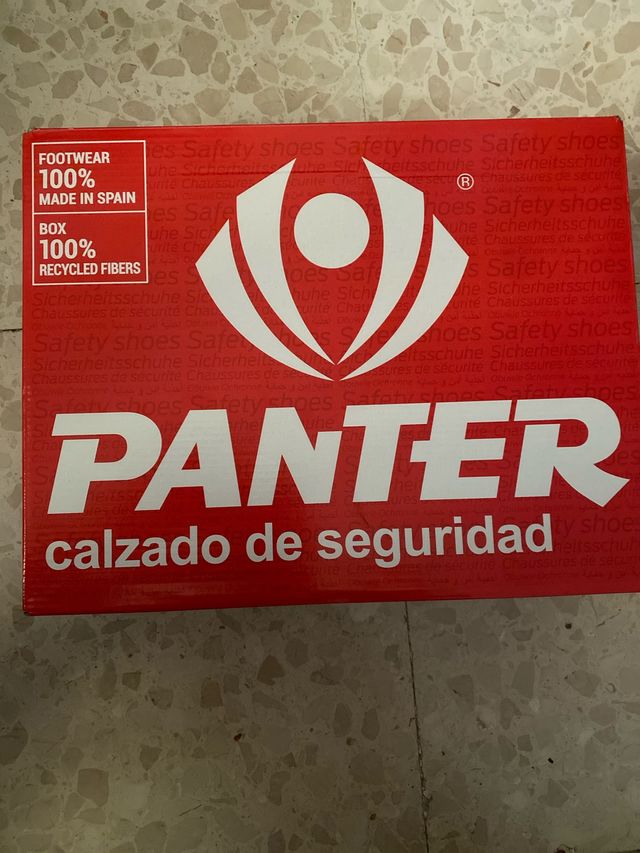 FOOTWEAR
100%
MADE IN SPAIN
BOX
100%
RECYCLED FIBERS
®
PANTER
calzado de seguridad
Safety shoes
Sicherheitsschuhe
Chaussures de sécurité